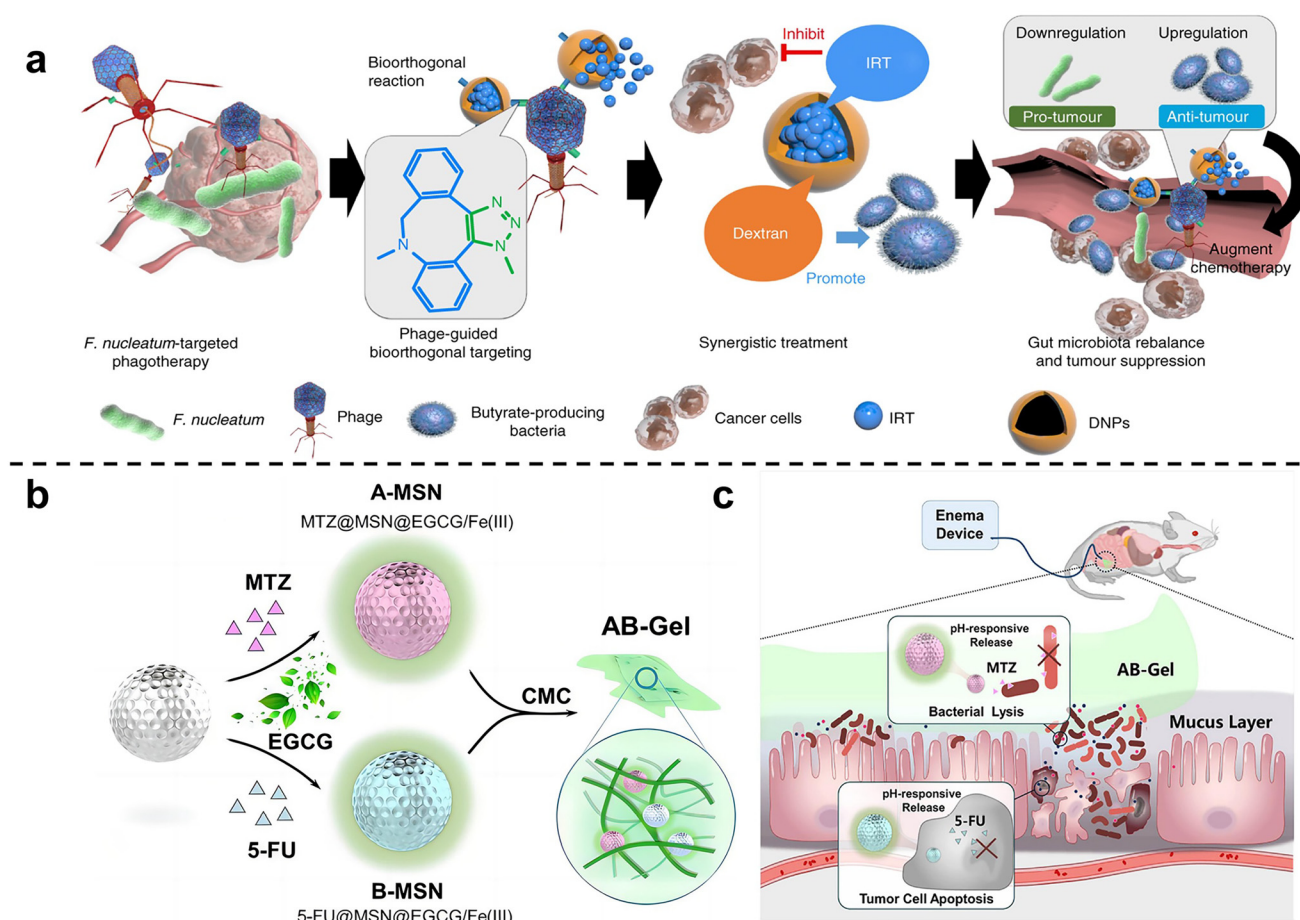 a
Bioorthogonal
reaction
N
N
N
N
Phage-guided
bioorthogonal targeting
F. nucleatum-targeted
phagotherapy
Inhibit
IRT
Dextran
Promote
Synergistic treatment
Downregulation
Upregulation
Pro-tumour
Anti-tumour
Augment
chemotherapy
Gut microbiota rebalance
and tumour suppression
F. nucleatum
Phage
Butyrate-producing
bacteria
Cancer cells
IRT
DNPs
b
A-MSN
MTZ@MSN@EGCG/Fe(III)
MTZ
EGCG
5-FU
B-MSN
5-FU@MSN@EGCG/Fe(III)
CMC
AB-Gel
c
Enema
Device
pH-responsive
Release
MTZ
Bacterial Lysis
AB-Gel
Mucus Layer
pH-responsive
Release
5-FU
Tumor Cell Apoptosis